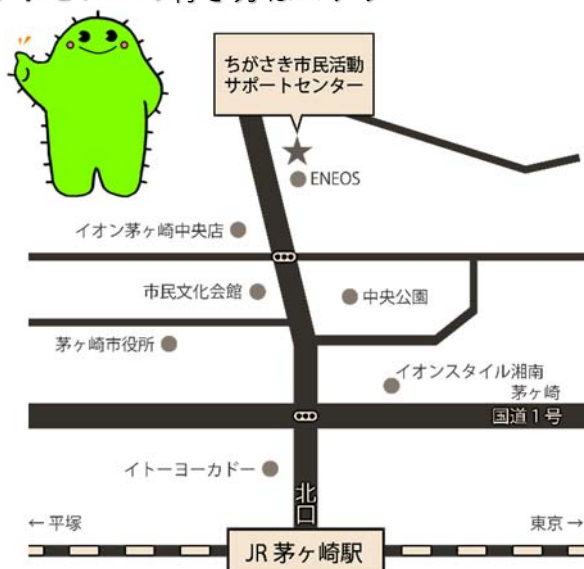 ちがさき市民活動
サポートセンター
ENEOS
イオン茅ヶ崎中央店
市民文化会館
中央公園
茅ヶ崎市役所
イオンスタイル湘南
茅ヶ崎
国道1号
イトーヨーカドー
北口
←平塚
東京→
JR茅ヶ崎駅